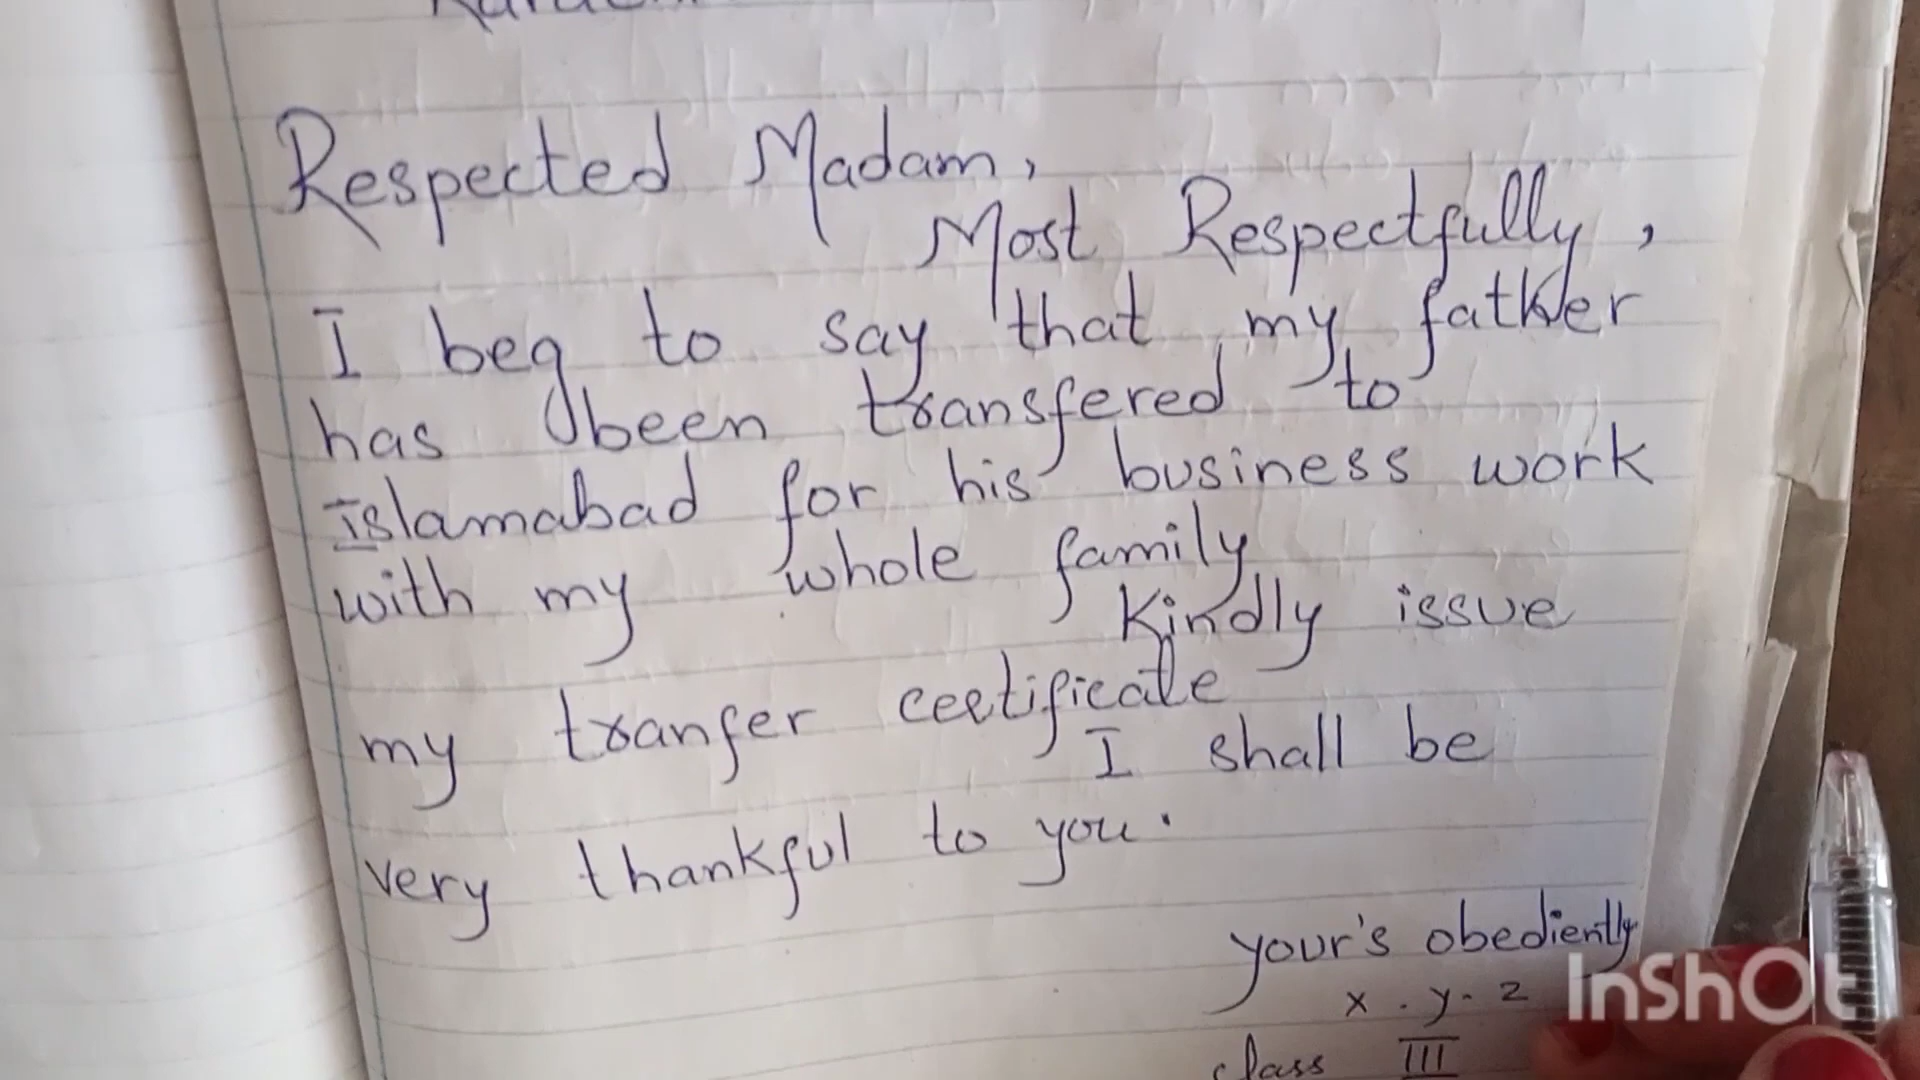 Karachi
Respected Madam,
Most Respectfully,
I beg to say that my father
has been transfered to
islamabad for his business work
with my whole family
Kindly issue
my tranfer certificate
I shall be
very thankful to you.
your's obediently
x.y.z
class III
InShOt